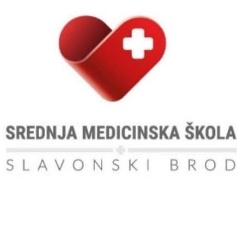 SREDNJA MEDICINSKA ŠKOLA
SLAVONSKI BROD